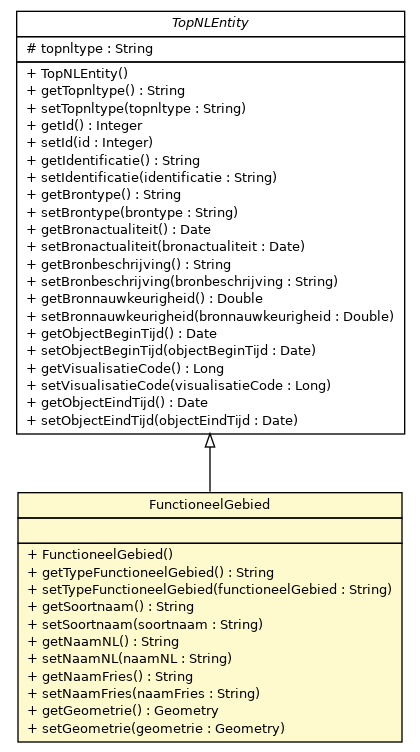 TopNLEntity
# topnltype : String
+ TopNLEntity()
+ getTopnltype() : String
+ setTopnltype(topnltype : String)
+ getId() : Integer
+ setId(id : Integer)
+ getIdentificatie() : String
+ setIdentificatie(identificatie : String)
+ getBrontype() : String
+ setBrontype(brontype : String)
+ getBronactualiteit() : Date
+ setBronactualiteit(bronactualiteit : Date)
+ getBronbeschrijving() : String
+ setBronbeschrijving(bronbeschrijving : String)
+ getBronnauwkeurigheid() : Double
+ setBronnauwkeurigheid(bronnauwkeurigheid : Double)
+ getObjectBeginTijd() : Date
+ setObjectBeginTijd(objectBeginTijd : Date)
+ getVisualisatieCode() : Long
+ setVisualisatieCode(visualisatieCode : Long)
+ getObjectEindTijd() : Date
+ setObjectEindTijd(objectEindTijd : Date)
FunctioneelGebied
+ FunctioneelGebied()
+ getTypeFunctioneelGebied() : String
+ setTypeFunctioneelGebied(functioneelGebied : String)
+ getSoortnaam() : String
+ setSoortnaam(soortnaam : String)
+ getNaamNL() : String
+ setNaamNL(naamNL : String)
+ getNaamFries() : String
+ setNaamFries(naamFries : String)
+ getGeometrie() : Geometry
+ setGeometrie(geometrie : Geometry)